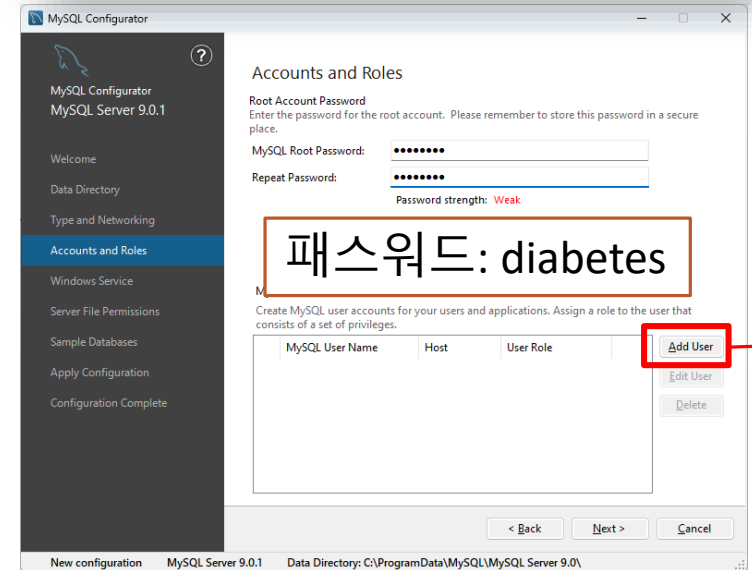 MySQL Configurator
MySQL Configurator
MySQL Server 9.0.1
Welcome
Data Directory
Type and Networking
Accounts and Roles
Windows Service
Server File Permissions
Sample Databases
Apply Configuration
Configuration Complete
Accounts and Roles
Root Account Password
Enter the password for the root account. Please remember to store this password in a secure
place.
MySQL Root Password:
Repeat Password:
Password strength: Weak
패스워드: diabetes
Create MySQL user accounts for your users and applications. Assign a role to the user that
consists of a set of privileges.
MySQL User Name Host User Role
Add User
Edit User
Delete
< Back Next > Cancel
New configuration MySQL Server 9.0.1 Data Directory: C:\ProgramData\MySQL\MySQL Server 9.0\